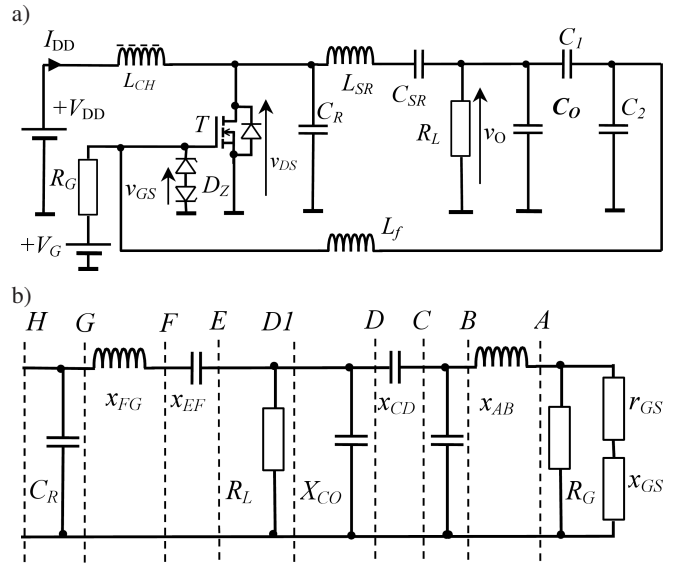 a)
I_DD
L_CH
L_SR
C_SR
C_1
+V_DD
T
C_R
R_L
v_O
C_O
C_2
R_G
v_GS
D_Z
v_DS
L_f
+V_G
b)
H G F E D1 D C B A
x_FG x_EF x_CD x_AB r_GS
C_R R_L X_CO R_G x_GS